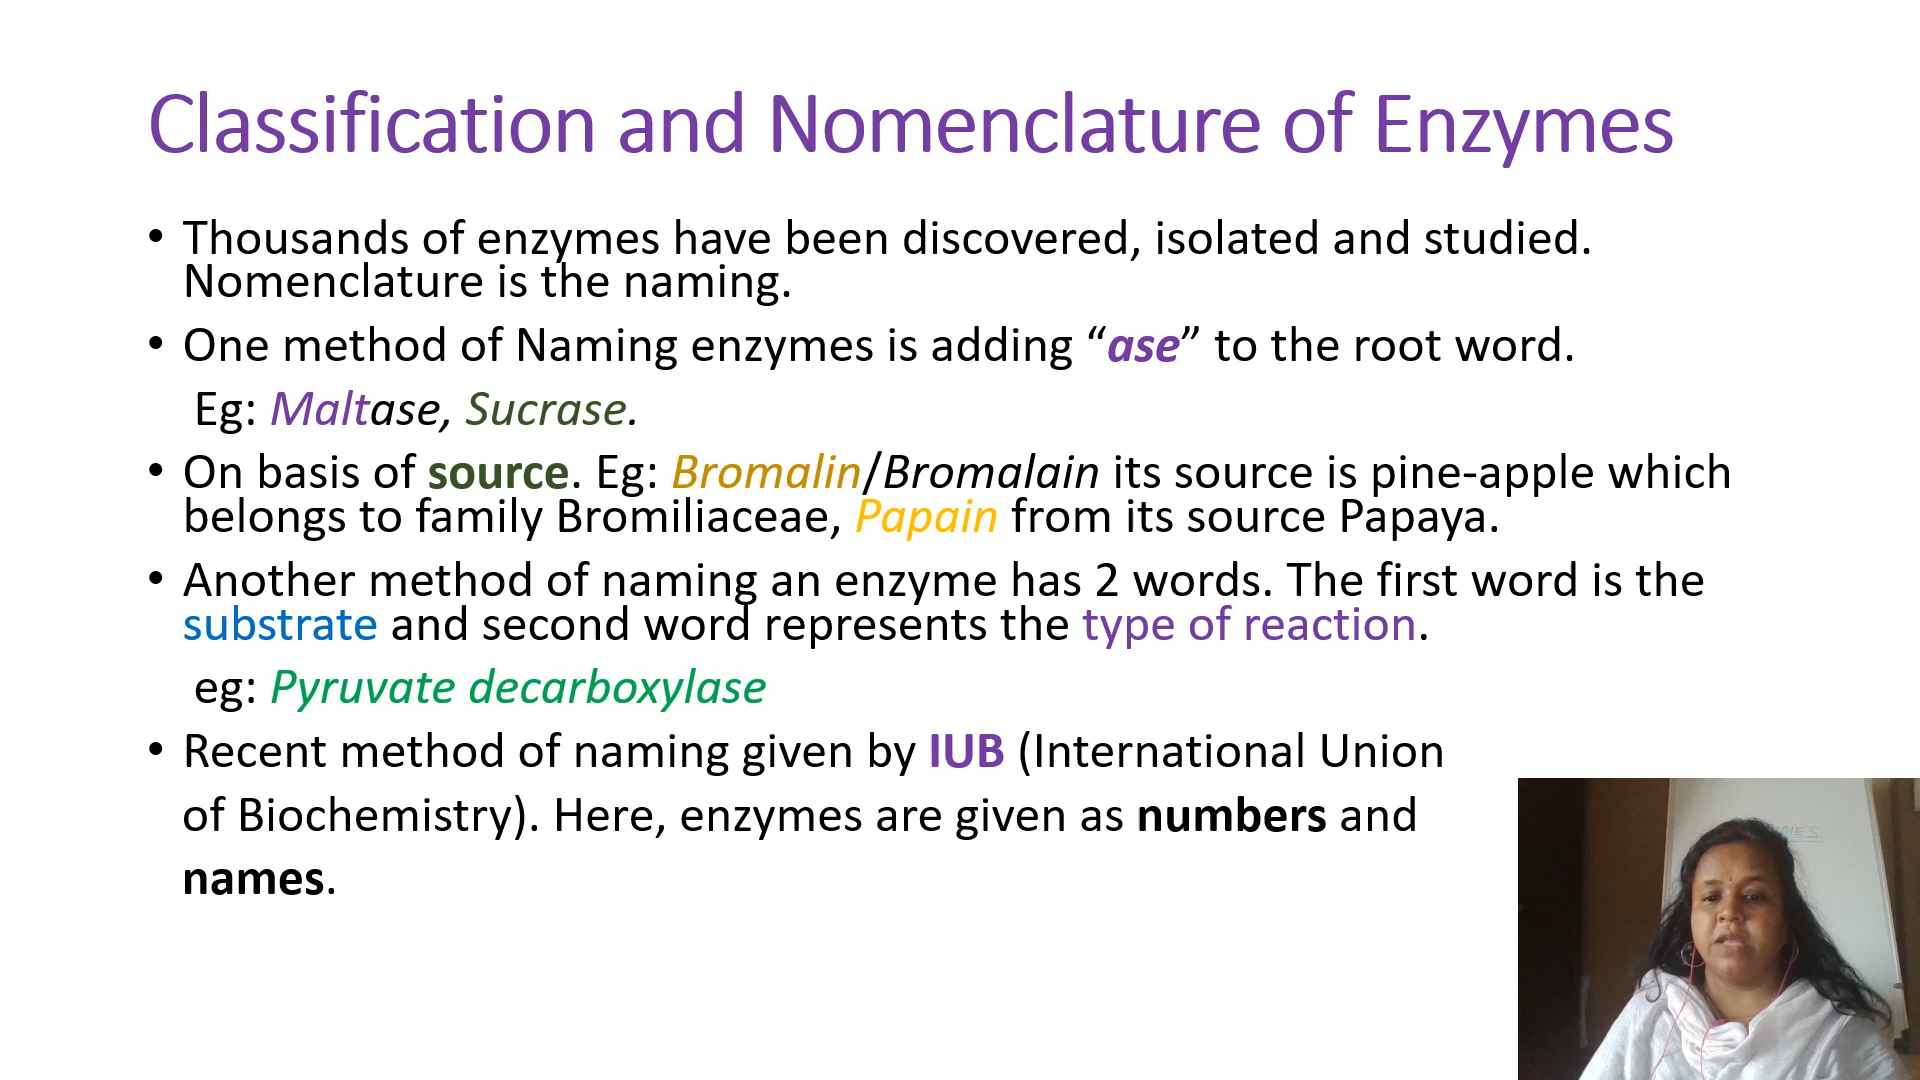 Classification and Nomenclature of Enzymes
• Thousands of enzymes have been discovered, isolated and studied.
Nomenclature is the naming.
• One method of Naming enzymes is adding “ase” to the root word.
Eg: Maltase, Sucrase.
• On basis of source. Eg: Bromalin/Bromalain its source is pine-apple which
belongs to family Bromiliaceae, Papain from its source Papaya.
• Another method of naming an enzyme has 2 words. The first word is the
substrate and second word represents the type of reaction.
eg: Pyruvate decarboxylase
• Recent method of naming given by IUB (International Union
of Biochemistry). Here, enzymes are given as numbers and
names.